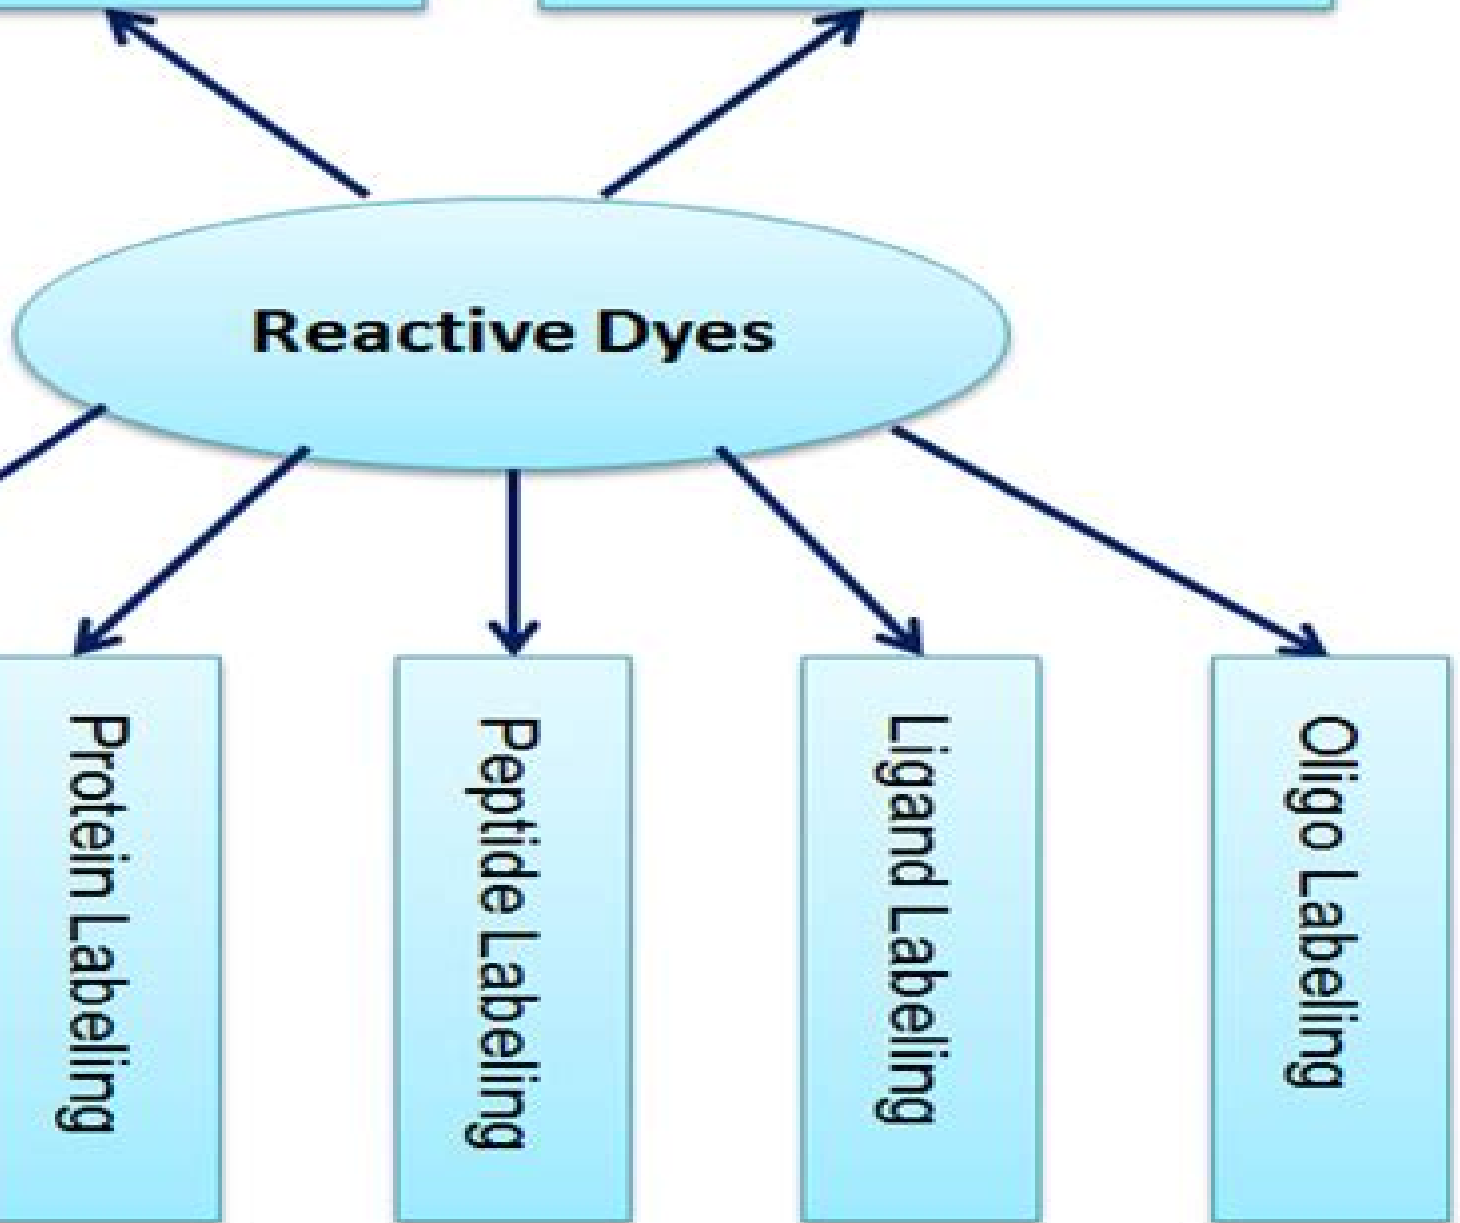 Reactive Dyes
Protein Labeling
Peptide Labeling
Ligand Labeling
Oligo Labeling